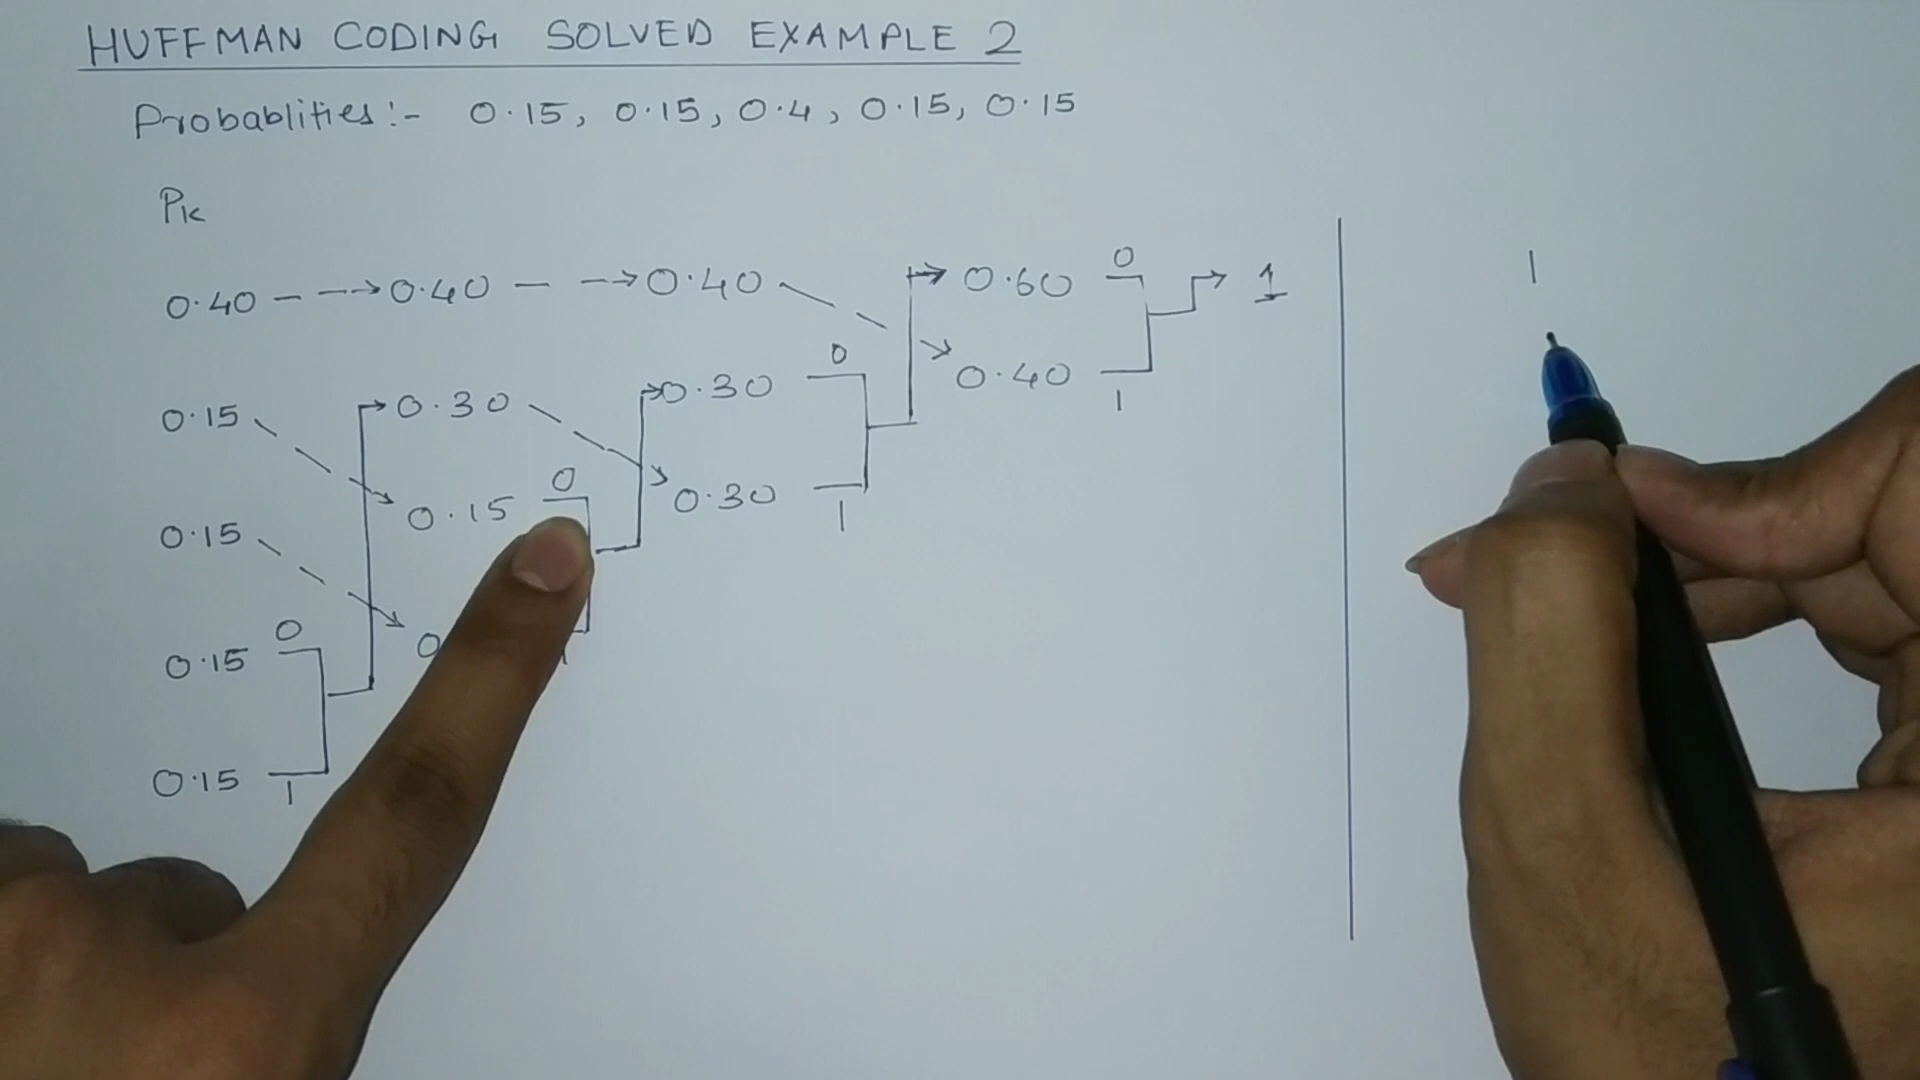 HUFFMAN CODING SOLVED EXAMPLE 2
Probablities:- 0.15, 0.15, 0.4, 0.15, 0.15
Pk
0.40 0.40 0.40 0.60 0 1
0.40 1
0.15 0.30 0.30 0
0.15 0.15 0 0.30 1
0.15 0
0.15 1
1